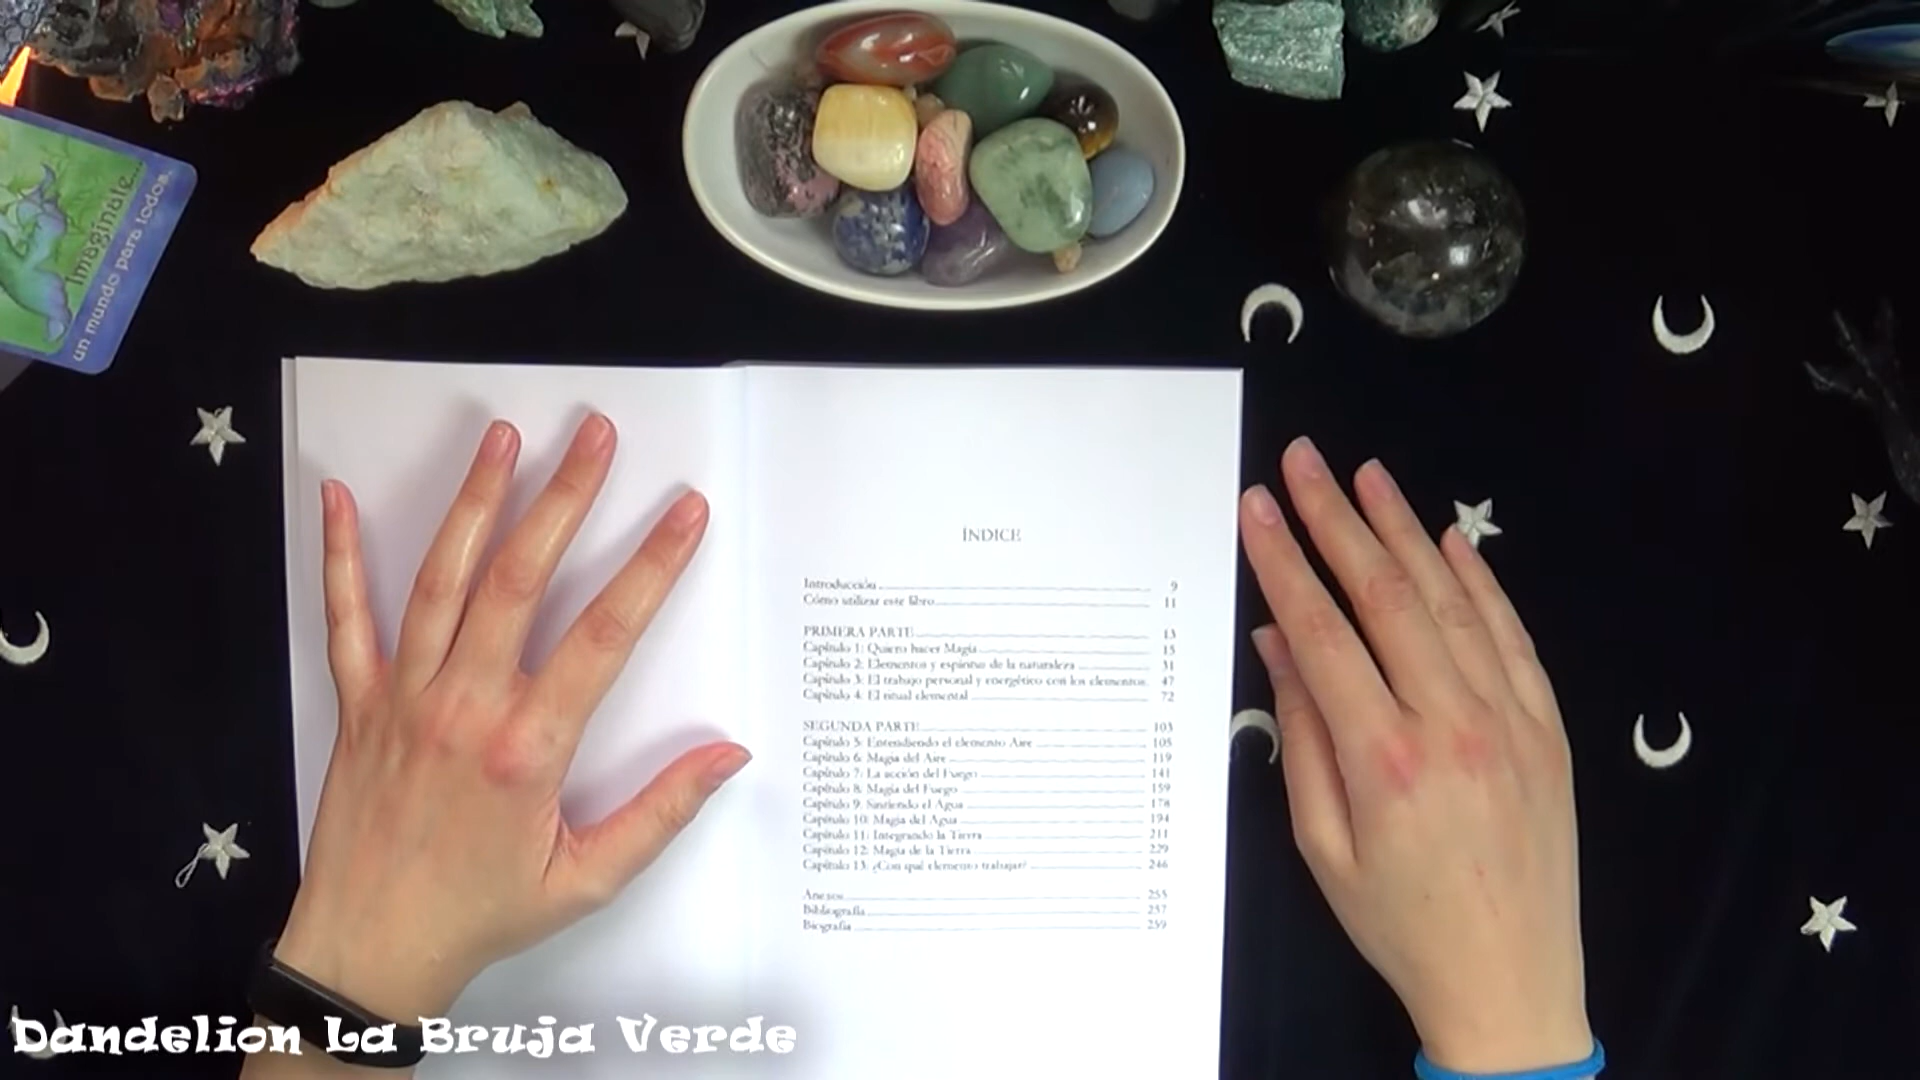 Imagínate...
un mundo para todos.
ÍNDICE
Introducción 9
Cómo utilizar este libro 11
PRIMERA PARTE 13
Capítulo 1: Quiero hacer Magia 15
Capítulo 2: Elementos y espíritus de la naturaleza 31
Capítulo 3: El trabajo personal y energético con los elementos. 47
Capítulo 4: El ritual elemental 72
SEGUNDA PARTE 103
Capítulo 5: Entendiendo el elemento Aire 105
Capítulo 6: Magia del Aire 119
Capítulo 7: La acción del Fuego 141
Capítulo 8: Magia del Fuego 159
Capítulo 9: Sintiendo el Agua 178
Capítulo 10: Magia del Agua 194
Capítulo 11: Integrando la Tierra 211
Capítulo 12: Magia de la Tierra 229
Capítulo 13: ¿Con qué elemento trabajar? 246
Anexos 255
Bibliografía 257
Biografía 259
Dandelion La Bruja Verde